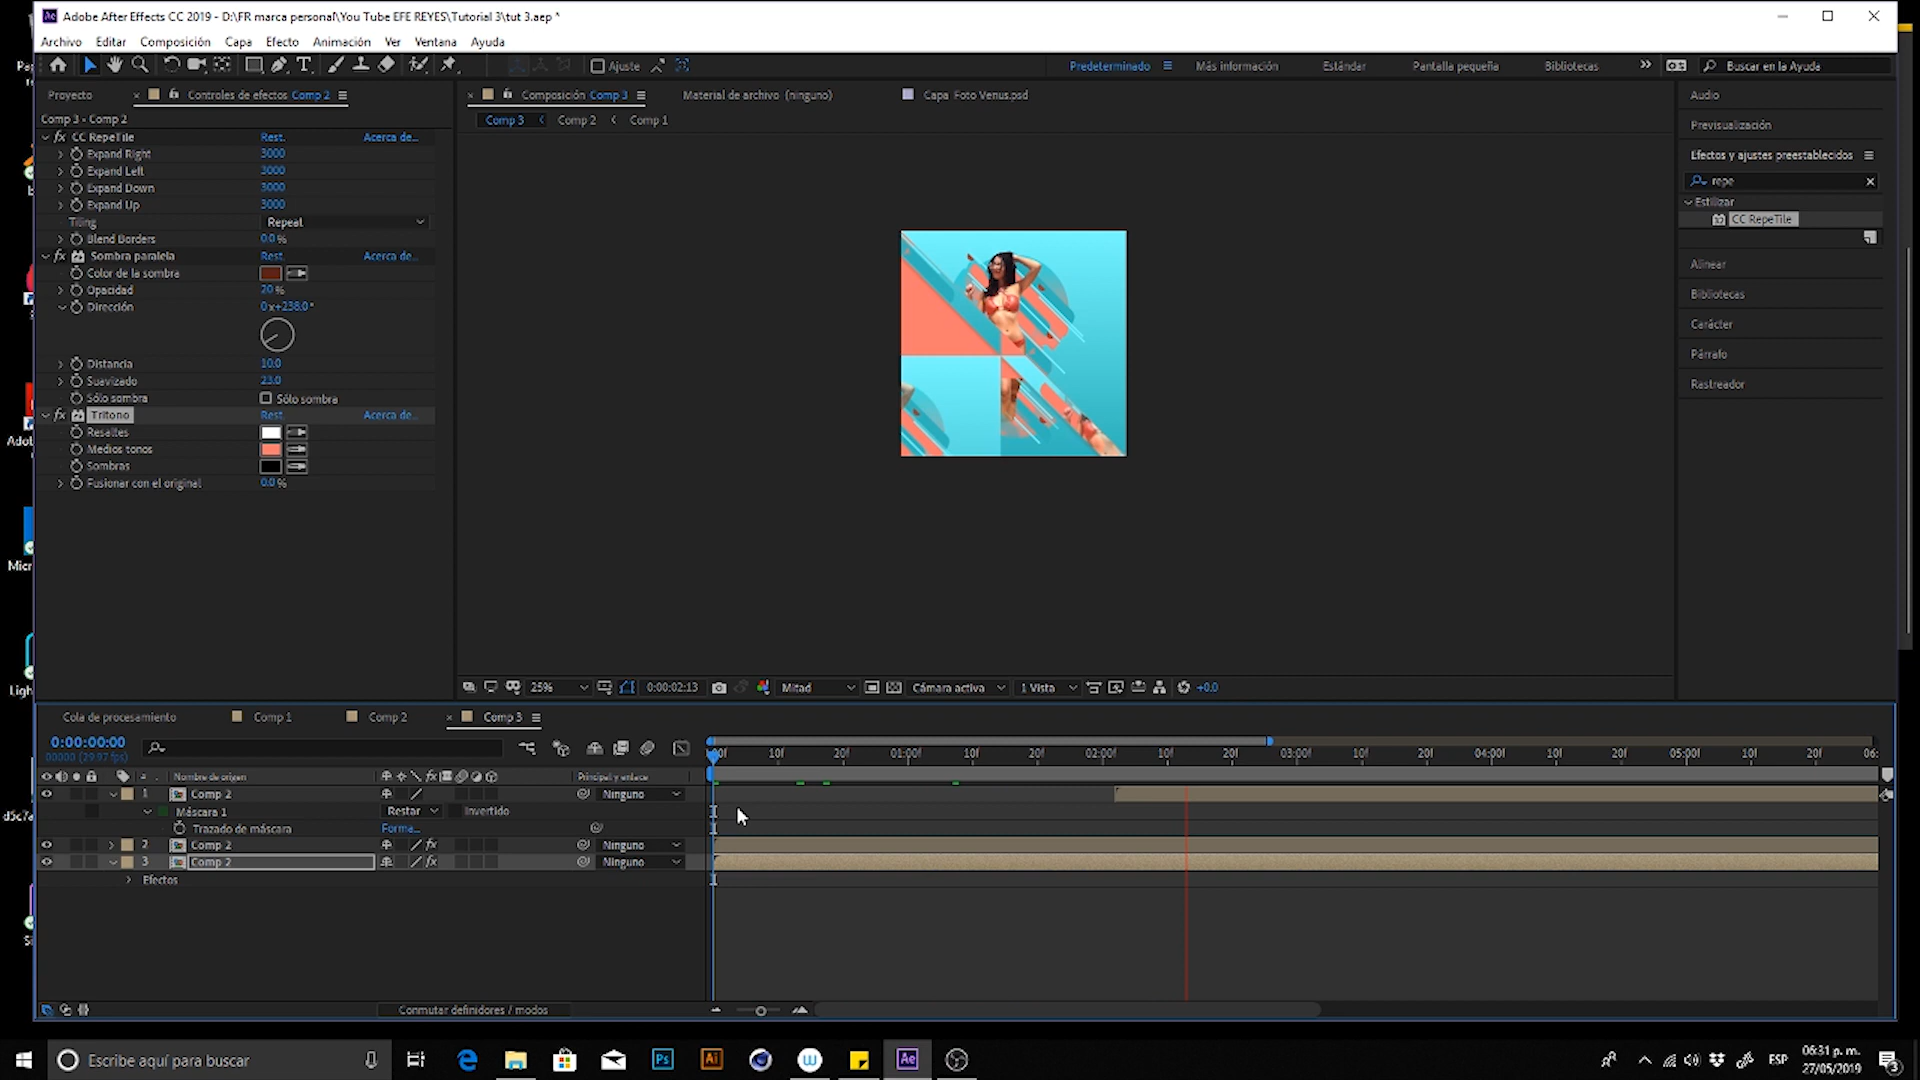 Adobe After Effects CC 2019 - D:\FR marca personal\You Tube EFE REYES\Tutorial 3\tut 3.aep *
Archivo Editar Composición Capa Efecto Animación Ver Ventana Ayuda
Ajuste Predeterminado Más información Estándar Pantalla pequeña Bibliotecas Buscar en la Ayuda
Proyecto Controles de efectos Comp 2
Composición Comp 3 Material de archivo (ninguno) Capa Foto Venus.psd
Comp 3 Comp 2 Comp 1
Comp 3 - Comp 2
CC RepeTile Rest. Acerca de...
Expand Right 3000
Expand Left 3000
Expand Down 3000
Expand Up 3000
Tiling Repeat
Blend Borders 0.0 %
Sombra paralela Rest. Acerca de...
Color de la sombra
Opacidad 20 %
Dirección 0 x+238.0 °
Distancia 10.0
Suavizado 23.0
Sólo sombra Sólo sombra
Tritono Rest. Acerca de...
Resaltes
Medios tonos
Sombras
Fusionar con el original 0.0 %
Audio
Previsualización
Efectos y ajustes preestablecidos
repe
Estilizar
CC RepeTile
Alinear
Bibliotecas
Carácter
Párrafo
Rastreador
25% 0:00:02:13 Mitad Cámara activa 1 Vista +0.0
Cola de procesamiento Comp 1 Comp 2 Comp 3
0:00:00:00
00000 (29.97 fps)
10f 20f 01:00f 10f 20f 02:00f 10f 20f 03:00f 10f 20f 04:00f 10f 20f 05:00f 10f 20f 06:
Nombre de origen Principal y enlace
1 Comp 2 Ninguno
Máscara 1 Restar Invertido
Trazado de máscara Forma...
2 Comp 2 Ninguno
3 Comp 2 Ninguno
Efectos
Conmutar definidores / modos
Adob
Micr
Ligh
d5c7a
Escribe aquí para buscar
Ps Ai Ae
ESP
06:31 p. m.
27/05/2019
3